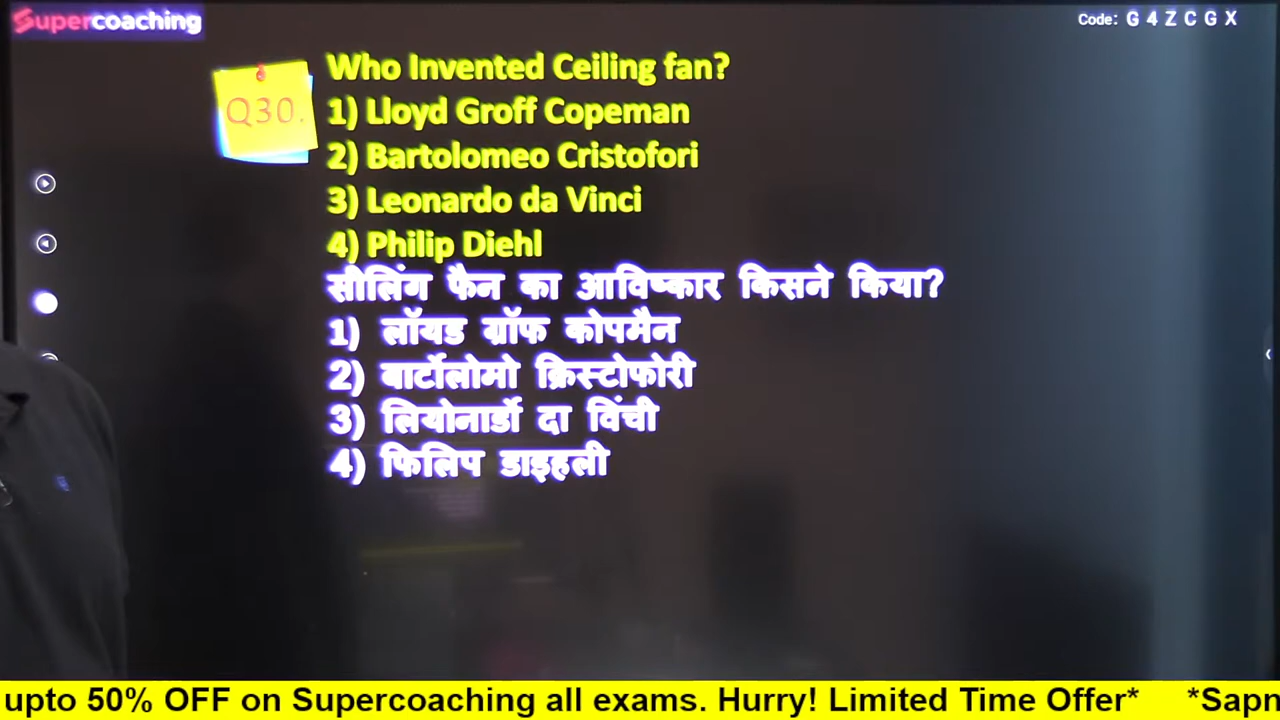 Supercoaching
Code: G 4 Z C G X
Q30.
Who Invented Ceiling fan?
1) Lloyd Groff Copeman
2) Bartolomeo Cristofori
3) Leonardo da Vinci
4) Philip Diehl
सीलिंग फैन का आविष्कार किसने किया?
1) लॉयड ग्रॉफ कोपमैन
2) बार्टोलोमो क्रिस्टोफोरी
3) लियोनार्डो दा विंची
4) फिलिप डाइहली
upto 50% OFF on Supercoaching all exams. Hurry! Limited Time Offer* *Sapn